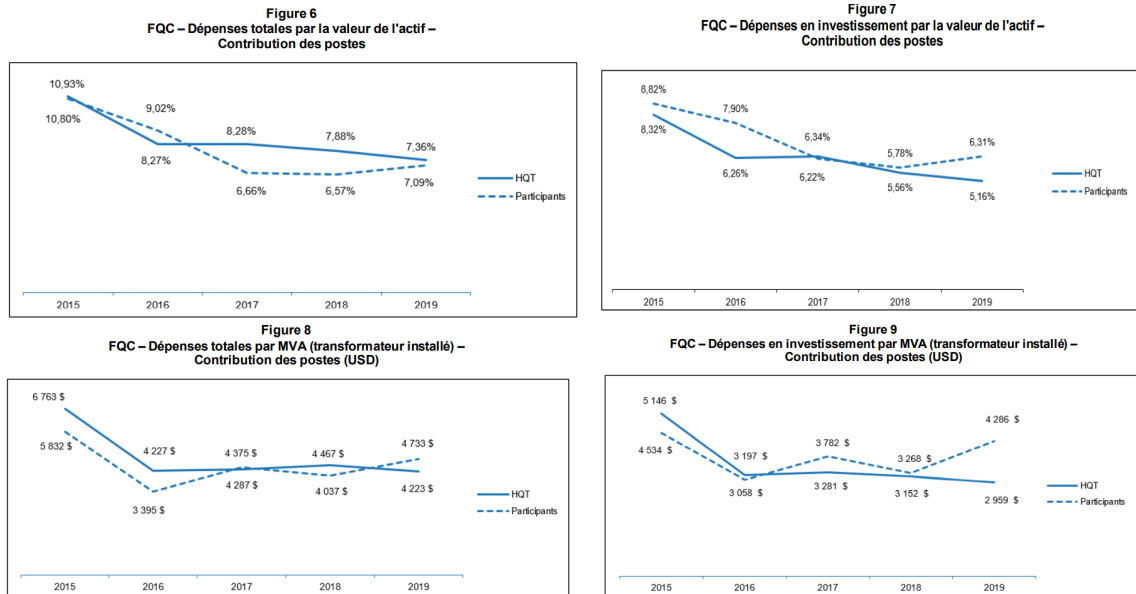 Figure 6
FQC – Dépenses totales par la valeur de l'actif –
Contribution des postes
10,93%
10,80%
9,02%
8,27%
8,28%
6,66%
7,88%
6,57%
7,36%
7,09%
HQT
Participants
2015 2016 2017 2018 2019
Figure 7
FQC – Dépenses en investissement par la valeur de l'actif –
Contribution des postes
8,82%
8,32%
7,90%
6,26%
6,34%
6,22%
5,78%
5,56%
6,31%
5,16%
HQT
Participants
2015 2016 2017 2018 2019
Figure 8
FQC – Dépenses totales par MVA (transformateur installé) –
Contribution des postes (USD)
6 763 $
5 832 $
4 227 $
3 395 $
4 375 $
4 287 $
4 467 $
4 037 $
4 733 $
4 223 $
HQT
Participants
2015 2016 2017 2018 2019
Figure 9
FQC – Dépenses en investissement par MVA (transformateur installé) –
Contribution des postes (USD)
5 146 $
4 534 $
3 197 $
3 058 $
3 782 $
3 281 $
3 268 $
3 152 $
4 286 $
2 959 $
HQT
Participants
2015 2016 2017 2018 2019